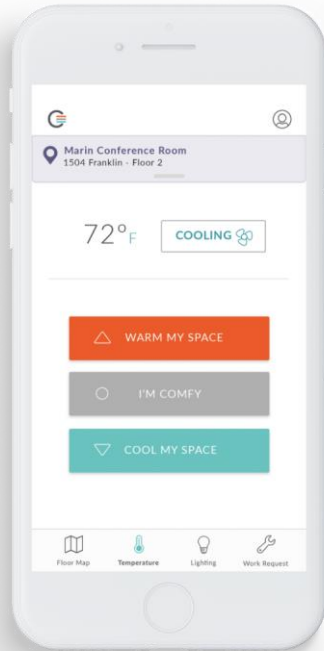 Marin Conference Room
1504 Franklin - Floor 2
72°F
COOLING
WARM MY SPACE
I'M COMFY
COOL MY SPACE
Floor Map Temperature Lighting Work Request